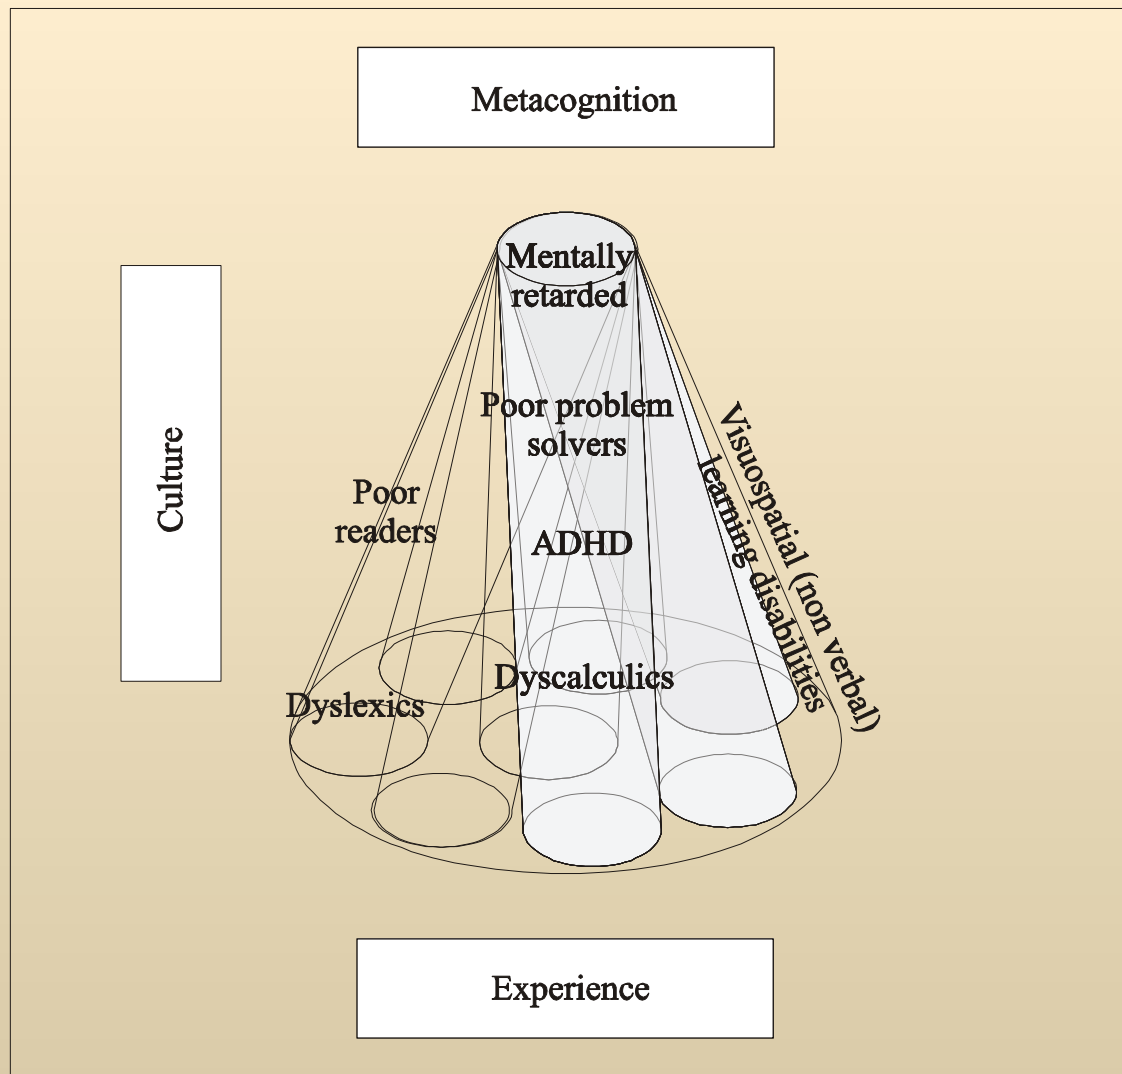 Metacognition
Mentally
retarded
Poor problem
solvers
Culture
Poor
readers
ADHD
Visuospatial (non verbal)
learning disabilities
Dyscalculics
Dyslexics
Experience